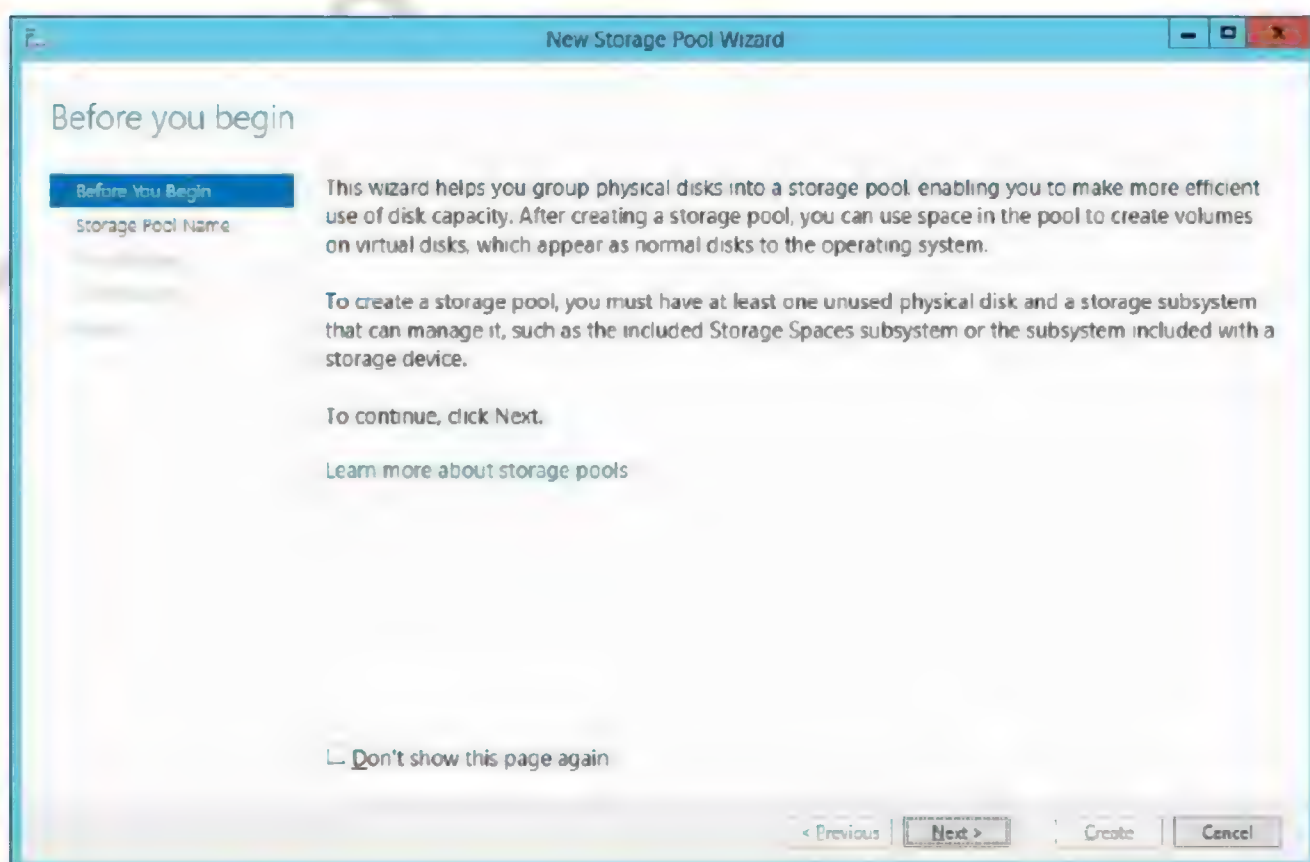 New Storage Pool Wizard
Before you begin
Before You Begin
Storage Pool Name
This wizard helps you group physical disks into a storage pool, enabling you to make more efficient
use of disk capacity. After creating a storage pool, you can use space in the pool to create volumes
on virtual disks, which appear as normal disks to the operating system.
To create a storage pool, you must have at least one unused physical disk and a storage subsystem
that can manage it, such as the included Storage Spaces subsystem or the subsystem included with a
storage device.
To continue, click Next.
Learn more about storage pools
Don't show this page again
< Previous Next > Create Cancel